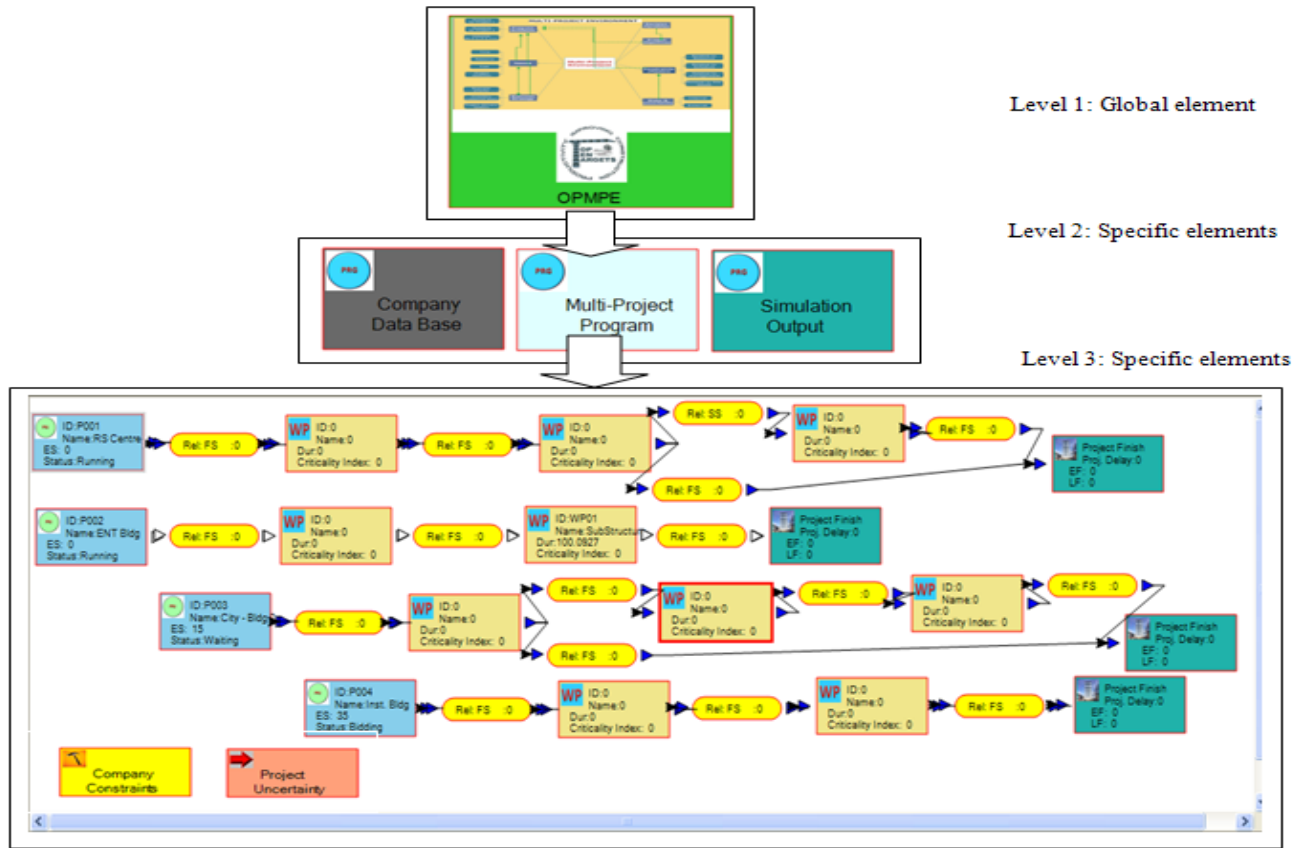 MULTI-PROJECT ENVIRONMENT
Multi-Project
Environment
OPMPE
Level 1: Global element
Level 2: Specific elements
PRG
Company
Data Base
PRG
Multi-Project
Program
PRG
Simulation
Output
Level 3: Specific elements
ID:P001
Name:RS Centre
ES: 0
Status:Running
Rel: FS :0
WP ID:0
Name:0
Dur:0
Criticality Index: 0
Rel: FS :0
ID:0
Name:0
Dur:0
Criticality Index: 0
Rel: SS :0
Rel: FS :0
WP ID:0
Name:0
Dur:0
Criticality Index: 0
Rel: FS :0
Project Finish
Proj. Delay:0
EF: 0
LF: 0
ID:P002
Name:ENT Bldg
ES: 0
Status:Running
Rel: FS :0
WP ID:0
Name:0
Dur:0
Criticality Index: 0
Rel: FS :0
WP ID:WP01
Name:SubStructur
Dur:100.0827
Criticality Index: 0
Rel: FS :0
Project Finish
Proj. Delay:0
EF: 0
LF: 0
ID:P003
Name:City - Bldg
ES: 15
Status:Waiting
Rel: FS :0
WP ID:0
Name:0
Dur:0
Criticality Index: 0
Rel: FS :0
Rel: FS :0
WP ID:0
Name:0
Dur:0
Criticality Index: 0
Rel: FS :0
WP ID:0
Name:0
Dur:0
Criticality Index: 0
Rel: FS :0
Project Finish
Proj. Delay:0
EF: 0
LF: 0
ID:P004
Name:Inst. Bldg
ES: 35
Status:Bidding
Rel: FS :0
WP ID:0
Name:0
Dur:0
Criticality Index: 0
Rel: FS :0
WP ID:0
Name:0
Dur:0
Criticality Index: 0
Rel: FS :0
Project Finish
Proj. Delay:0
EF: 0
LF: 0
Company
Constraints
Project
Uncertainty